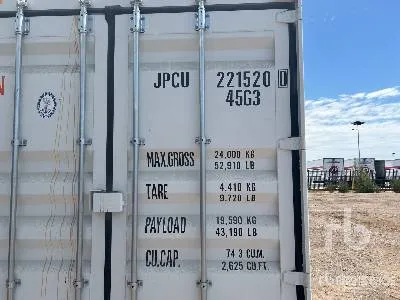 JPCU 221520 0
45G3
MAX.GROSS 24,000 KG
52,910 LB
TARE 4,410 KG
9,720 LB
PAYLOAD 19,590 KG
43,190 LB
CU.CAP. 74.3 CU.M.
2,625 CU.FT.
rb